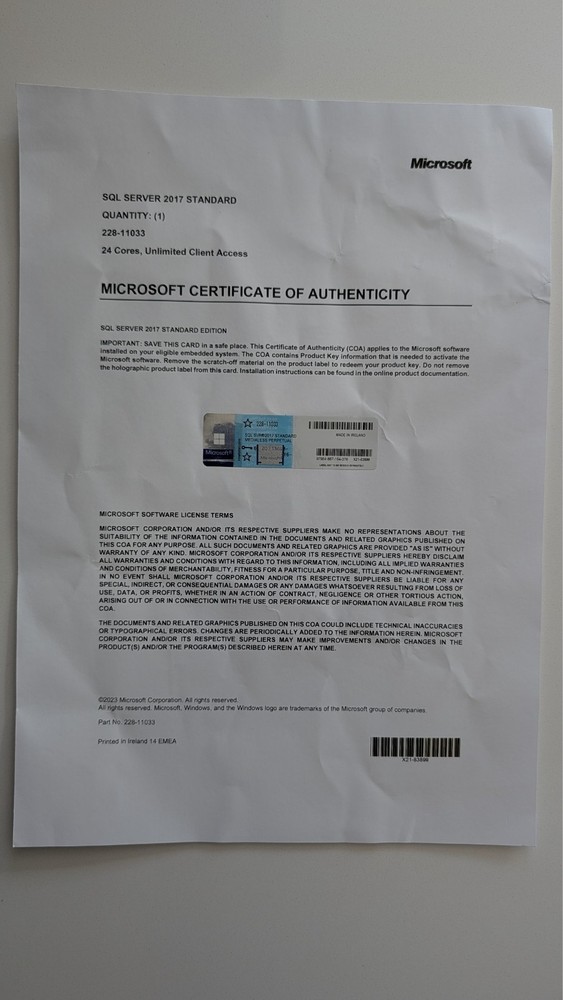 Microsoft
SQL SERVER 2017 STANDARD
QUANTITY: (1)
228-11033
24 Cores, Unlimited Client Access
MICROSOFT CERTIFICATE OF AUTHENTICITY
SQL SERVER 2017 STANDARD EDITION
IMPORTANT: SAVE THIS CARD in a safe place. This Certificate of Authenticity (COA) applies to the Microsoft software
installed on your eligible embedded system. The COA contains Product Key information that is needed to activate the
Microsoft software. Remove the scratch-off material on the product label to redeem your product key. Do not remove
the holographic product label from this card. Installation instructions can be found in the online product documentation.
228-11033
MADE IN IRELAND
Microsoft
MICROSOFT SOFTWARE LICENSE TERMS
MICROSOFT CORPORATION AND/OR ITS RESPECTIVE SUPPLIERS MAKE NO REPRESENTATIONS ABOUT THE
SUITABILITY OF THE INFORMATION CONTAINED IN THE DOCUMENTS AND RELATED GRAPHICS PUBLISHED ON
THIS COA FOR ANY PURPOSE. ALL SUCH DOCUMENTS AND RELATED GRAPHICS ARE PROVIDED "AS IS" WITHOUT
WARRANTY OF ANY KIND. MICROSOFT CORPORATION AND/OR ITS RESPECTIVE SUPPLIERS HEREBY DISCLAIM
ALL WARRANTIES AND CONDITIONS WITH REGARD TO THIS INFORMATION, INCLUDING ALL IMPLIED WARRANTIES
AND CONDITIONS OF MERCHANTABILITY, FITNESS FOR A PARTICULAR PURPOSE, TITLE AND NON-INFRINGEMENT.
IN NO EVENT SHALL MICROSOFT CORPORATION AND/OR ITS RESPECTIVE SUPPLIERS BE LIABLE FOR ANY
SPECIAL, INDIRECT, OR CONSEQUENTIAL DAMAGES OR ANY DAMAGES WHATSOEVER RESULTING FROM LOSS OF
USE, DATA, OR PROFITS, WHETHER IN AN ACTION OF CONTRACT, NEGLIGENCE OR OTHER TORTIOUS ACTION,
ARISING OUT OF OR IN CONNECTION WITH THE USE OR PERFORMANCE OF INFORMATION AVAILABLE FROM THIS
COA.
THE DOCUMENTS AND RELATED GRAPHICS PUBLISHED ON THIS COA COULD INCLUDE TECHNICAL INACCURACIES
OR TYPOGRAPHICAL ERRORS. CHANGES ARE PERIODICALLY ADDED TO THE INFORMATION HEREIN. MICROSOFT
CORPORATION AND/OR ITS RESPECTIVE SUPPLIERS MAY MAKE IMPROVEMENTS AND/OR CHANGES IN THE
PRODUCT(S) AND/OR THE PROGRAM(S) DESCRIBED HEREIN AT ANY TIME.
©2023 Microsoft Corporation. All rights reserved.
All rights reserved. Microsoft, Windows, and the Windows logo are trademarks of the Microsoft group of companies.
Part No. 228-11033
Printed in Ireland 14 EMEA